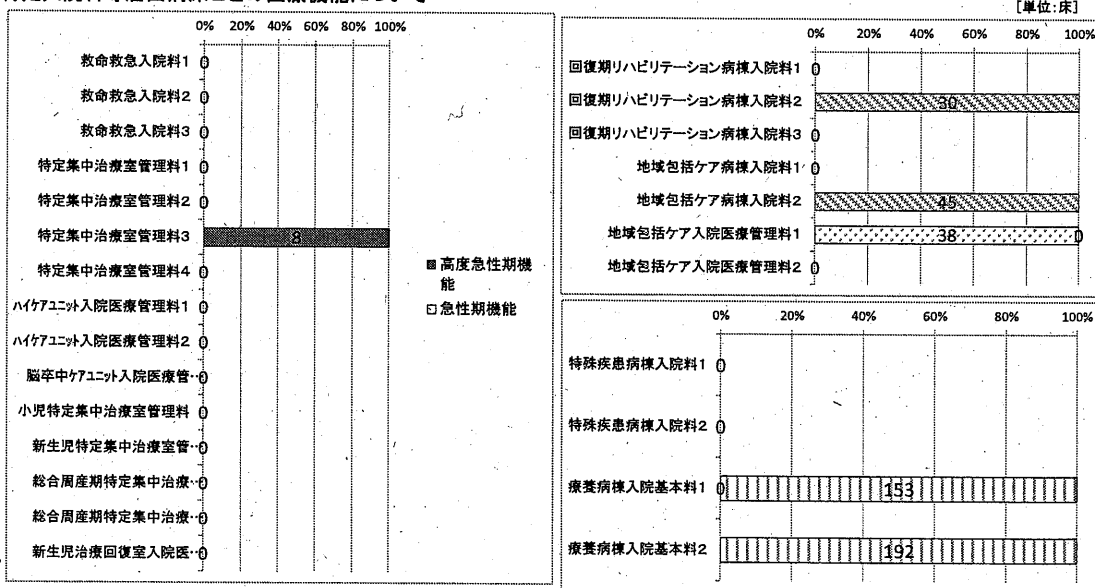 [単位:床]
0% 20% 40% 60% 80% 100%
救命救急入院料1 0
救命救急入院料2 0
救命救急入院料3 0
特定集中治療室管理料1 0
特定集中治療室管理料2 0
特定集中治療室管理料3 8
特定集中治療室管理料4 0
ハイケアユニット入院医療管理料1 0
ハイケアユニット入院医療管理料2 0
脳卒中ケアユニット入院医療管…0
小児特定集中治療室管理料 0
新生児特定集中治療室管…0
総合周産期特定集中治療…0
総合周産期特定集中治療…0
新生児治療回復室入院医…0
高度急性期機
能
急性期機能
0% 20% 40% 60% 80% 100%
回復期リハビリテーション病棟入院料1 0
回復期リハビリテーション病棟入院料2 30
回復期リハビリテーション病棟入院料3 0
地域包括ケア病棟入院料1 0
地域包括ケア病棟入院料2 45
地域包括ケア入院医療管理料1 38 0
地域包括ケア入院医療管理料2 0
0% 20% 40% 60% 80% 100%
特殊疾患病棟入院料1 0
特殊疾患病棟入院料2 0
療養病棟入院基本料1 0 153
療養病棟入院基本料2 192